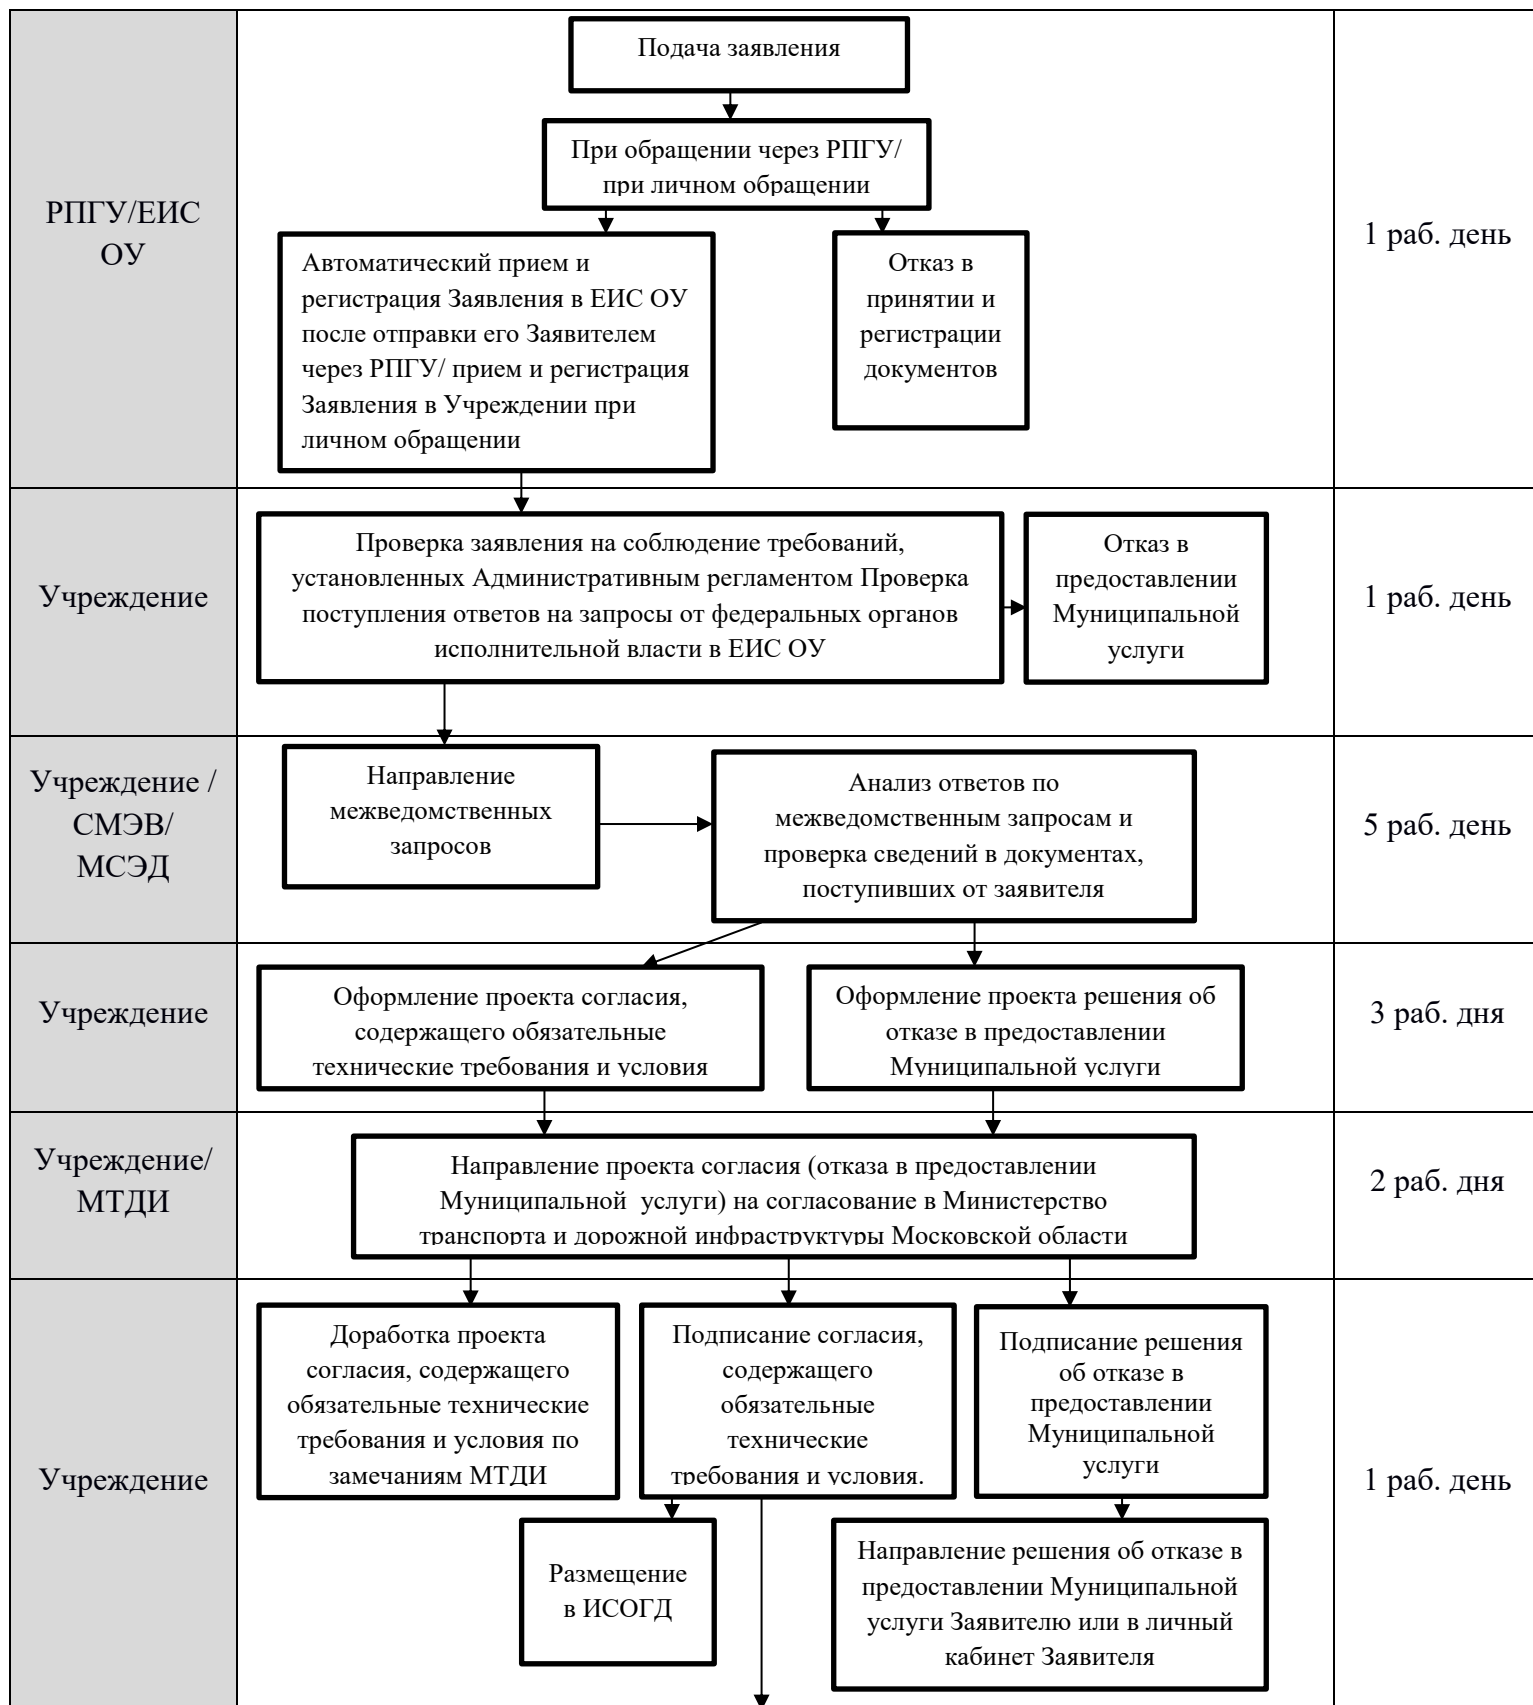 Подача заявления
При обращении через РПГУ/
при личном обращении
РПГУ/ЕИС
ОУ
1 раб. день
Автоматический прием и
регистрация Заявления в ЕИС ОУ
после отправки его Заявителем
через РПГУ/ прием и регистрация
Заявления в Учреждении при
личном обращении
Отказ в
принятии и
регистрации
документов
Учреждение
Проверка заявления на соблюдение требований,
установленных Административным регламентом Проверка
поступления ответов на запросы от федеральных органов
исполнительной власти в ЕИС ОУ
Отказ в
предоставлении
Муниципальной
услуги
1 раб. день
Учреждение /
СМЭВ/
МСЭД
Направление
межведомственных
запросов
Анализ ответов по
межведомственным запросам и
проверка сведений в документах,
поступивших от заявителя
5 раб. день
Учреждение
Оформление проекта согласия,
содержащего обязательные
технические требования и условия
Оформление проекта решения об
отказе в предоставлении
Муниципальной услуги
3 раб. дня
Учреждение/
МТДИ
Направление проекта согласия (отказа в предоставлении
Муниципальной  услуги) на согласование в Министерство
транспорта и дорожной инфраструктуры Московской области
2 раб. дня
Учреждение
Доработка проекта
согласия, содержащего
обязательные технические
требования и условия по
замечаниям МТДИ
Подписание согласия,
содержащего
обязательные
технические
требования и условия.
Подписание решения
об отказе в
предоставлении
Муниципальной
услуги
1 раб. день
Размещение
в ИСОГД
Направление решения об отказе в
предоставлении Муниципальной
услуги Заявителю или в личный
кабинет Заявителя